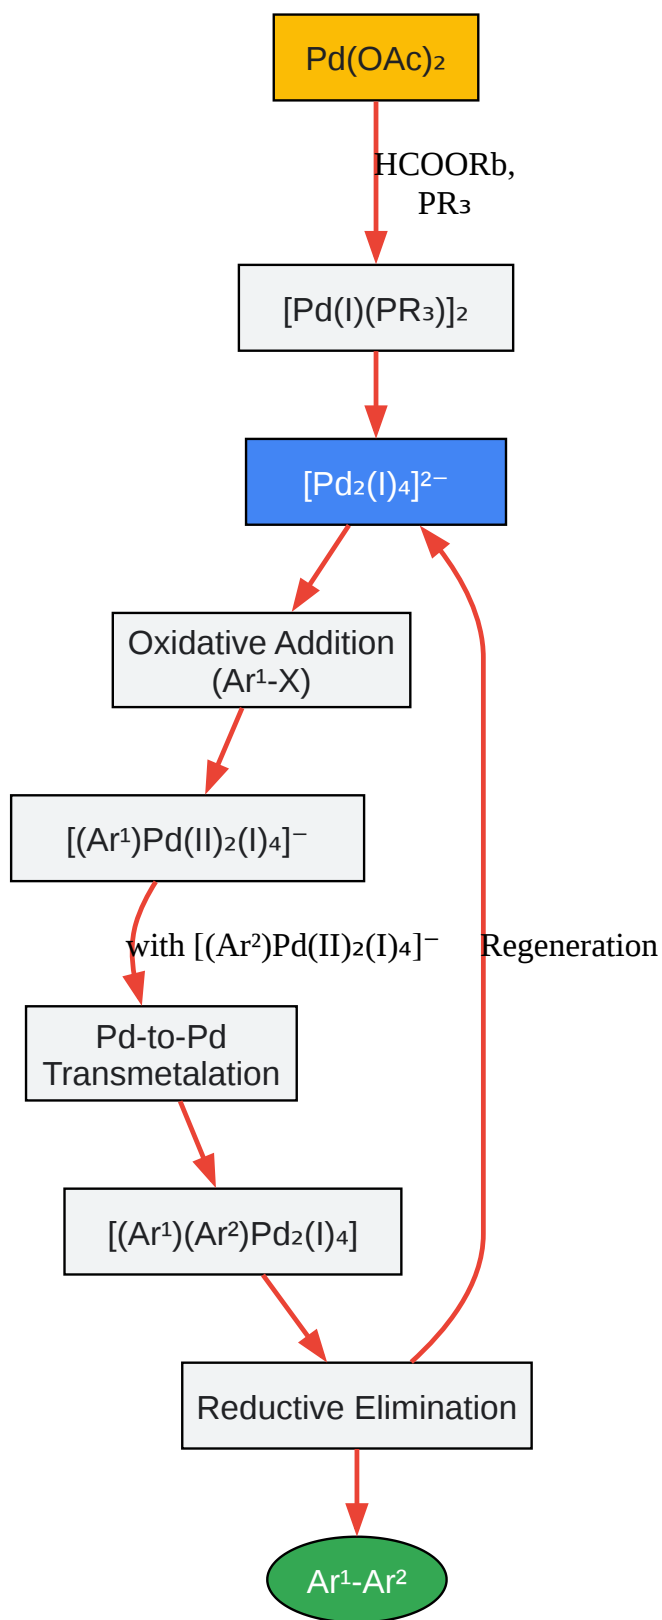 Pd(OAc)₂
HCOORb,
PR₃
[Pd(I)(PR₃)]₂
[Pd₂(I)₄]²⁻
Oxidative Addition
(Ar¹-X)
[(Ar¹)Pd(II)₂(I)₄]⁻
with [(Ar²)Pd(II)₂(I)₄]⁻
Regeneration
Pd-to-Pd
Transmetalation
[(Ar¹)(Ar²)Pd₂(I)₄]
Reductive Elimination
Ar¹-Ar²